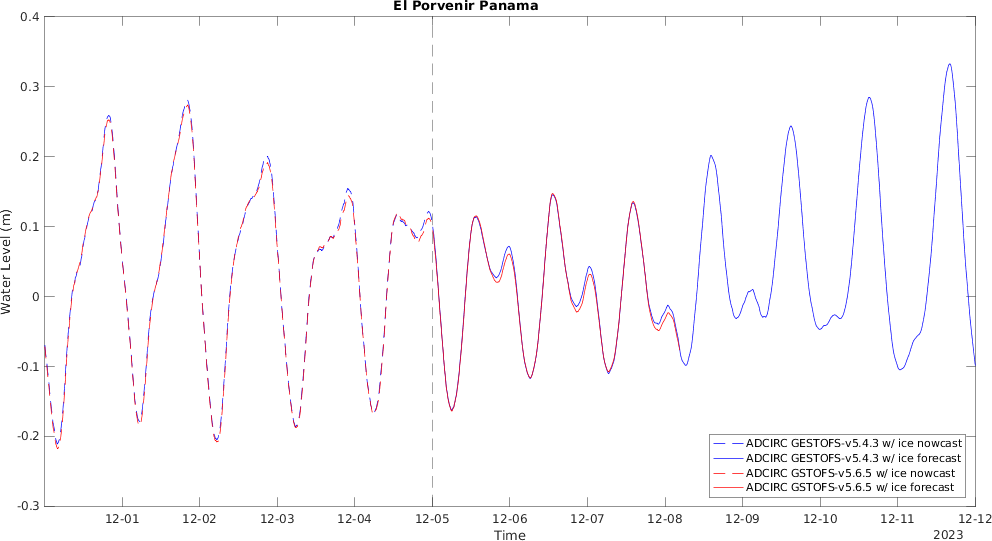 El Porvenir Panama
0.4
0.3
0.2
0.1
0
-0.1
-0.2
-0.3
Water Level (m)
12-01 12-02 12-03 12-04 12-05 12-06 12-07 12-08 12-09 12-10 12-11 12-12
Time
2023
ADCIRC GESTOFS-v5.4.3 w/ ice nowcast
ADCIRC GESTOFS-v5.4.3 w/ ice forecast
ADCIRC GSTOFS-v5.6.5 w/ ice nowcast
ADCIRC GSTOFS-v5.6.5 w/ ice forecast